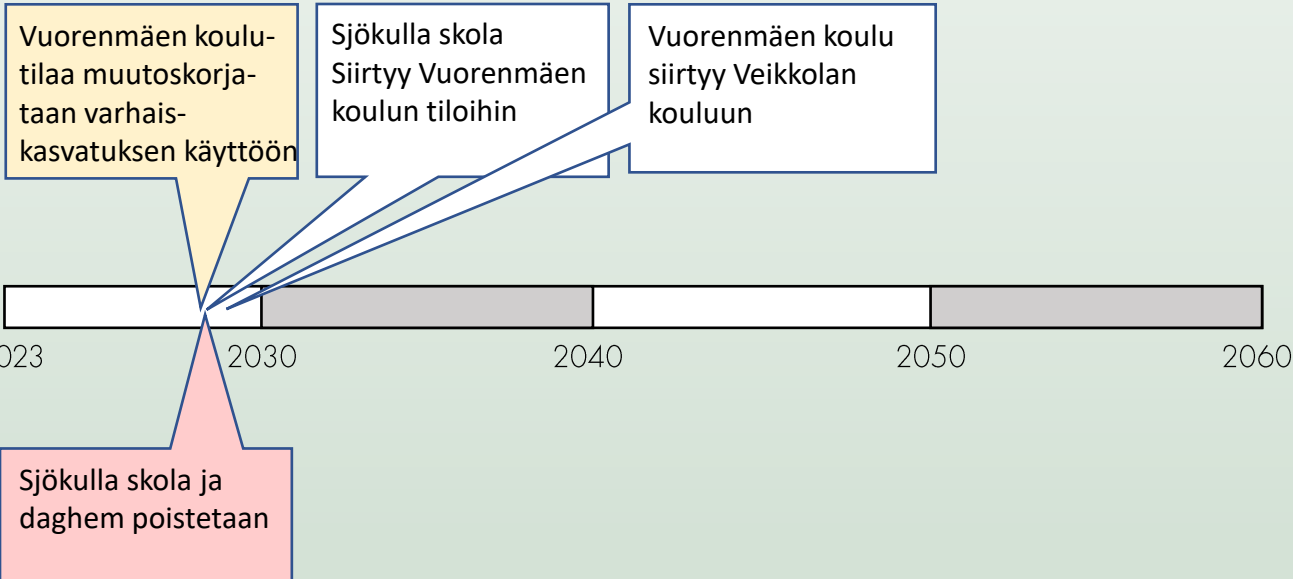 Vuorenmäen koulu-
tilaa muutoskorja-
taan varhais-
kasvatuksen käyttöön
Sjökulla skola
Siirtyy Vuorenmäen
koulun tiloihin
Vuorenmäen koulu
siirtyy Veikkolan
kouluun
023 2030 2040 2050 2060
Sjökulla skola ja
daghem poistetaan